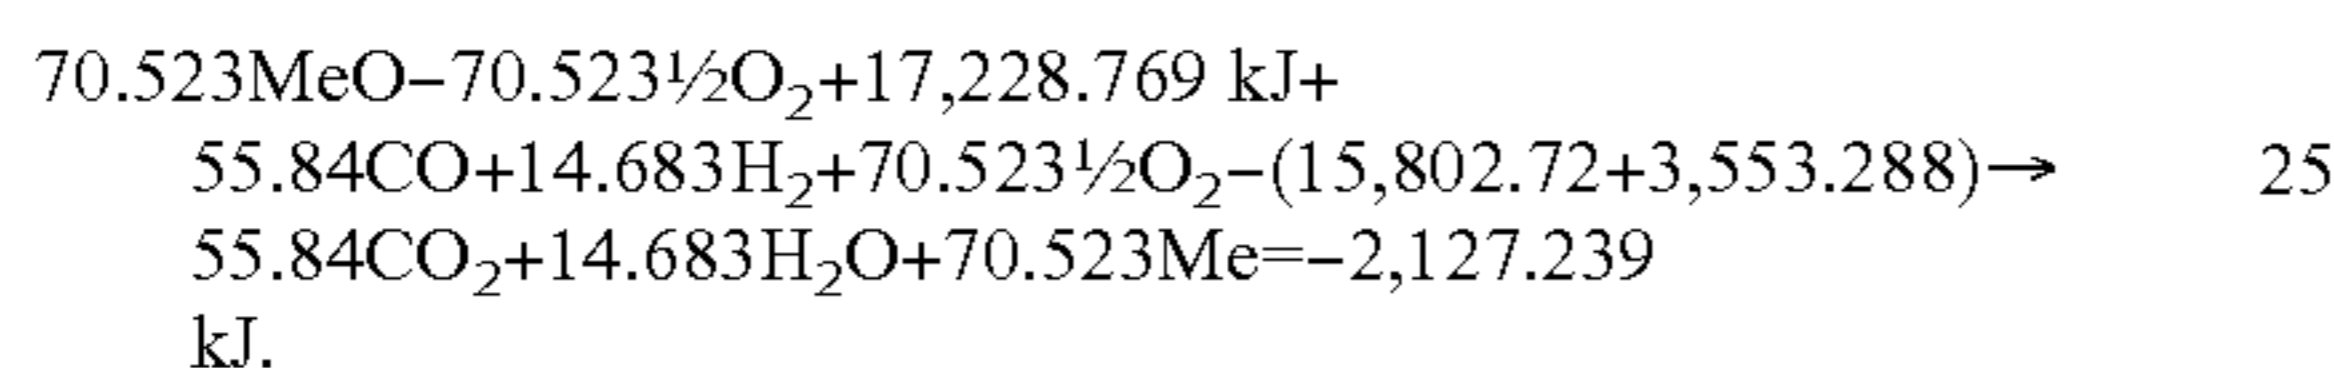 70.523MeO−70.523½O₂+17,228.769 kJ+
55.84CO+14.683H₂+70.523½O₂−(15,802.72+3,553.288)→ 25
55.84CO₂+14.683H₂O+70.523Me=−2,127.239
kJ.